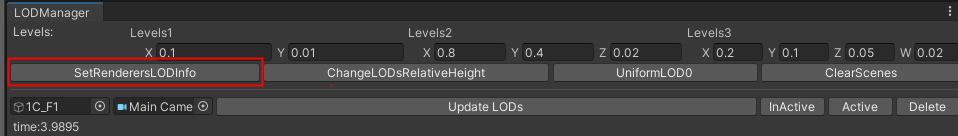 LODManager
Levels: Levels1 Levels2 Levels3
X 0.1 Y 0.01 X 0.8 Y 0.4 Z 0.02 X 0.2 Y 0.1 Z 0.05 W 0.02
SetRenderersLODInfo ChangeLODsRelativeHeight UniformLOD0 ClearScenes
1C_F1 Main Came Update LODs InActive Active Delete
time:3.9895